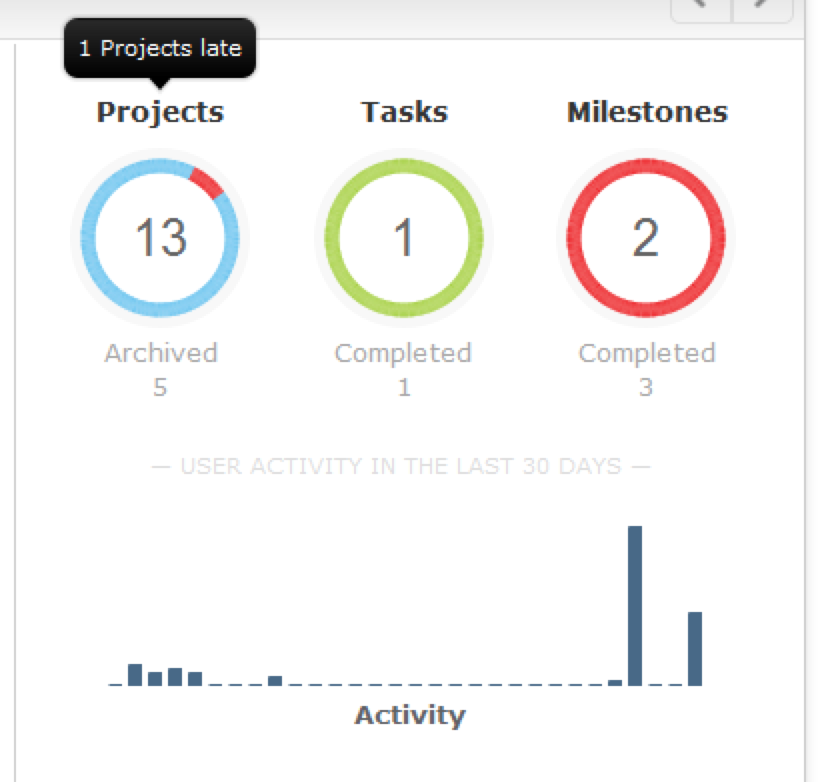 1 Projects late
Projects
Tasks
Milestones
13
1
2
Archived
5
Completed
1
Completed
3
— USER ACTIVITY IN THE LAST 30 DAYS —
Activity